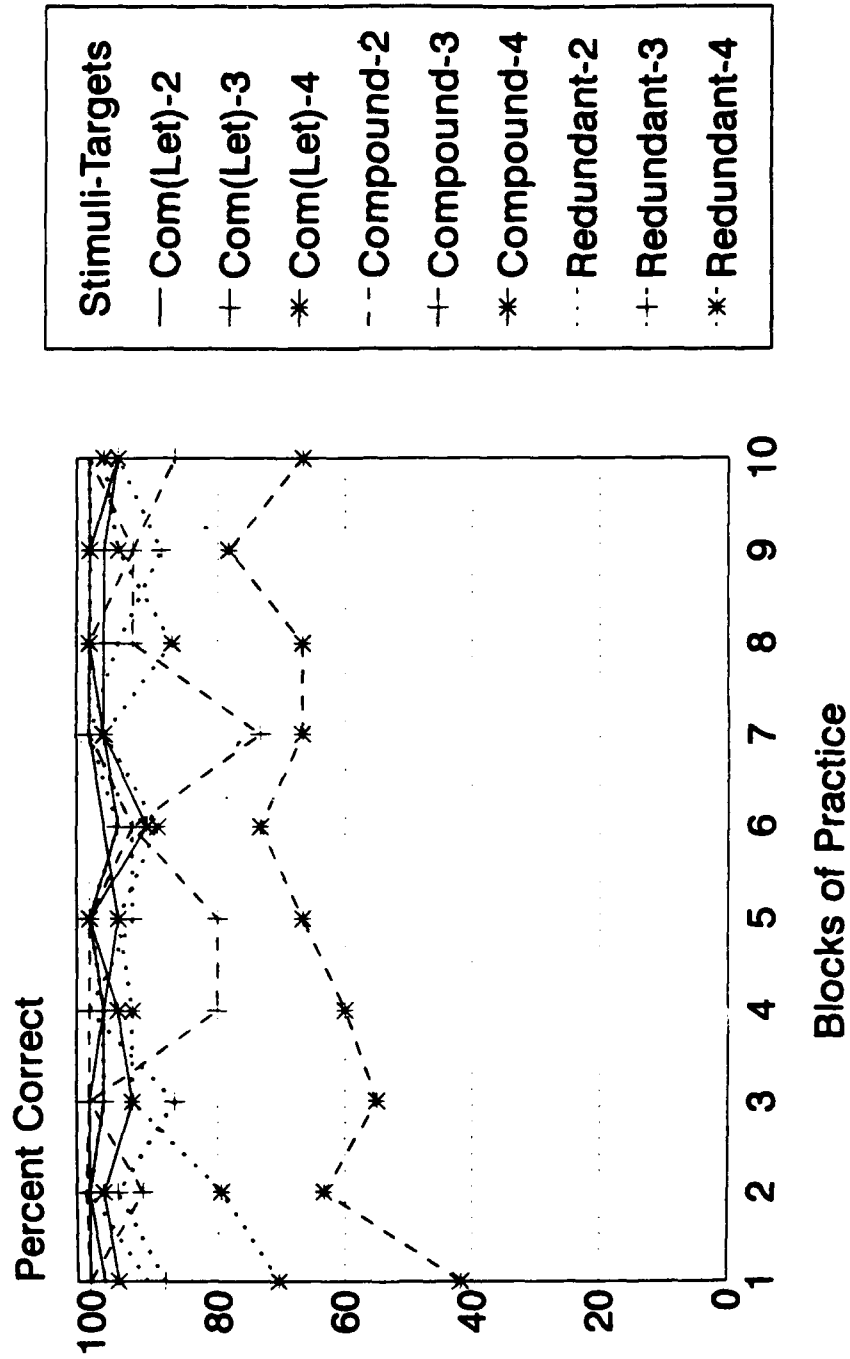 Percent Correct
100
80
60
40
20
0
1 2 3 4 5 6 7 8 9 10
Blocks of Practice
Stimuli-Targets
Com(Let)-2
Com(Let)-3
Com(Let)-4
Compound-2
Compound-3
Compound-4
Redundant-2
Redundant-3
Redundant-4